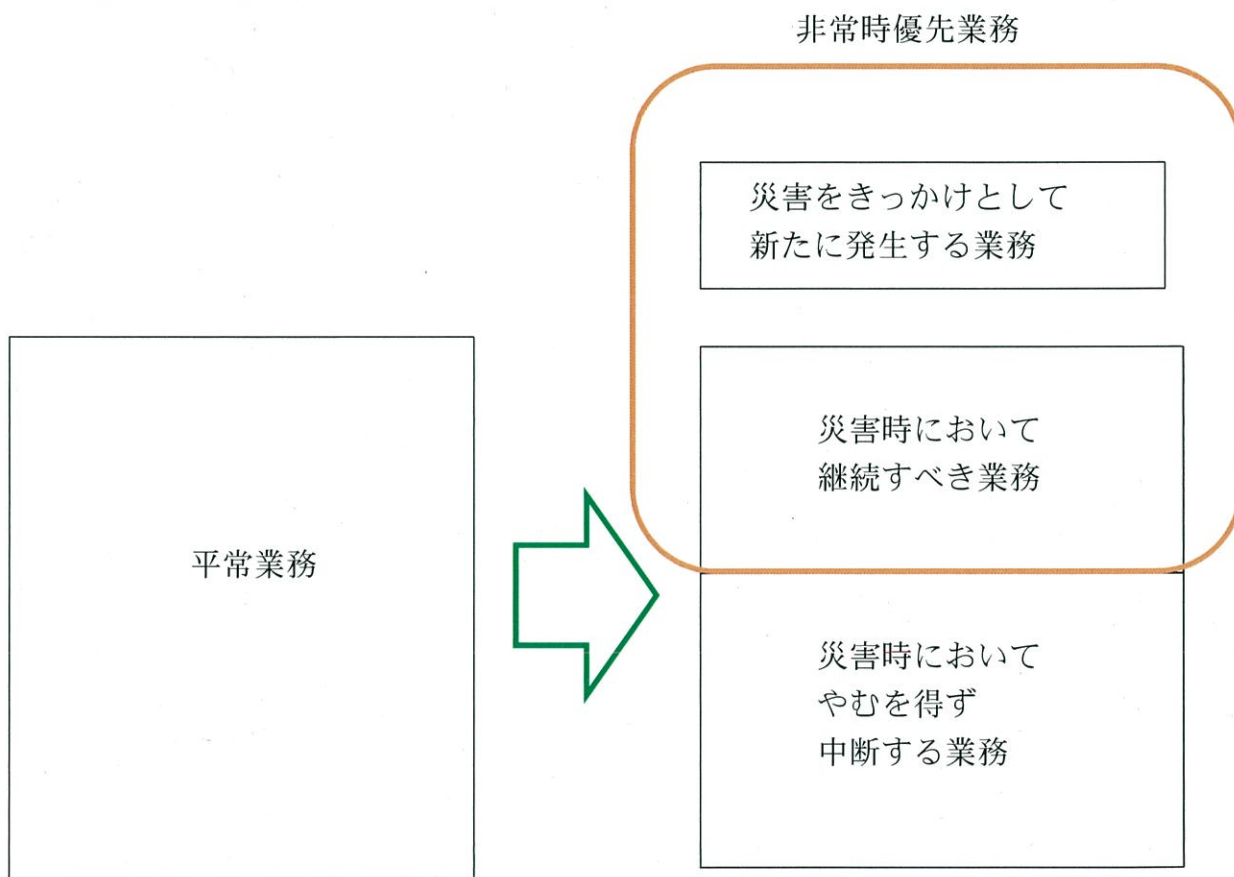 非常時優先業務
災害をきっかけとして
新たに発生する業務
災害時において
継続すべき業務
平常業務
災害時において
やむを得ず
中断する業務